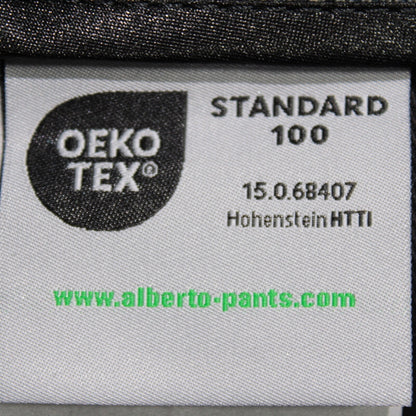 OEKO
TEX®
STANDARD
100
15.0.68407
Hohenstein HTTI
www.alberto-pants.com